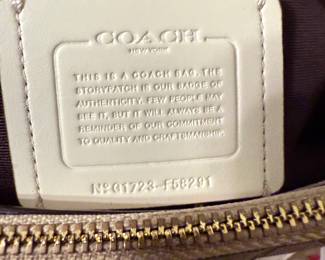 COACH
NEW YORK
THIS IS A COACH BAG. THE
STORYPATCH IS OUR BADGE OF
AUTHENTICITY. FEW PEOPLE MAY
SEE IT, BUT IT WILL ALWAYS BE A
REMINDER OF OUR COMMITMENT
TO QUALITY AND CRAFTSMANSHIP.
Nº G1723-F58291